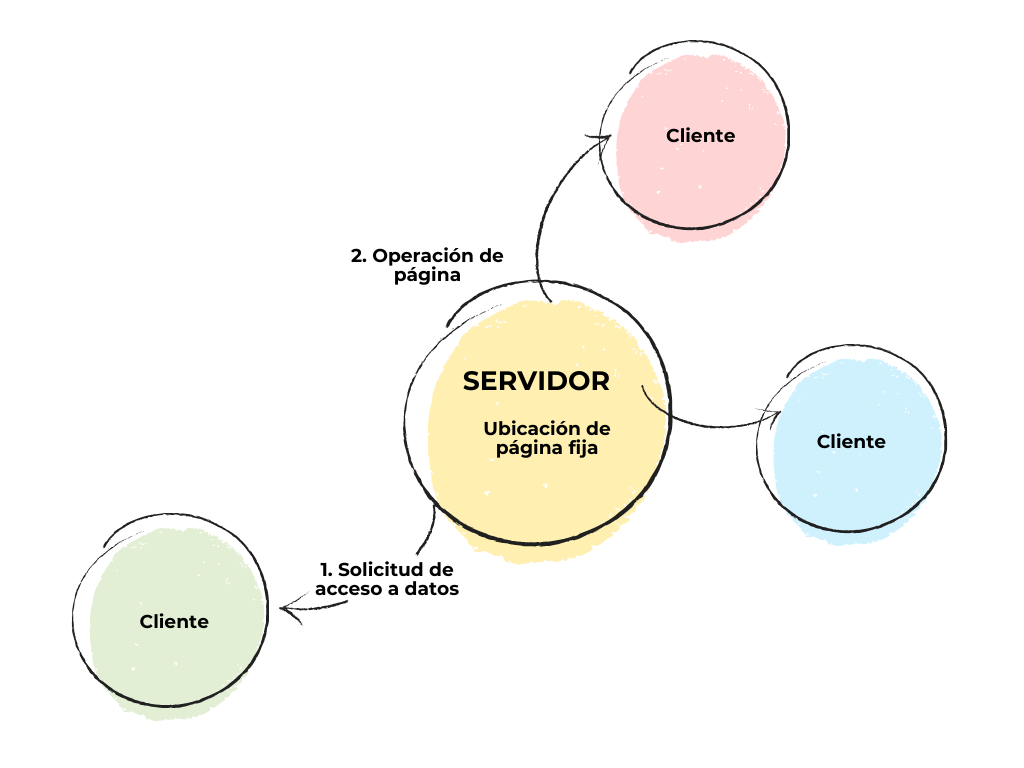 Cliente
2. Operación de
página
SERVIDOR
Ubicación de
página fija
Cliente
1. Solicitud de
acceso a datos
Cliente